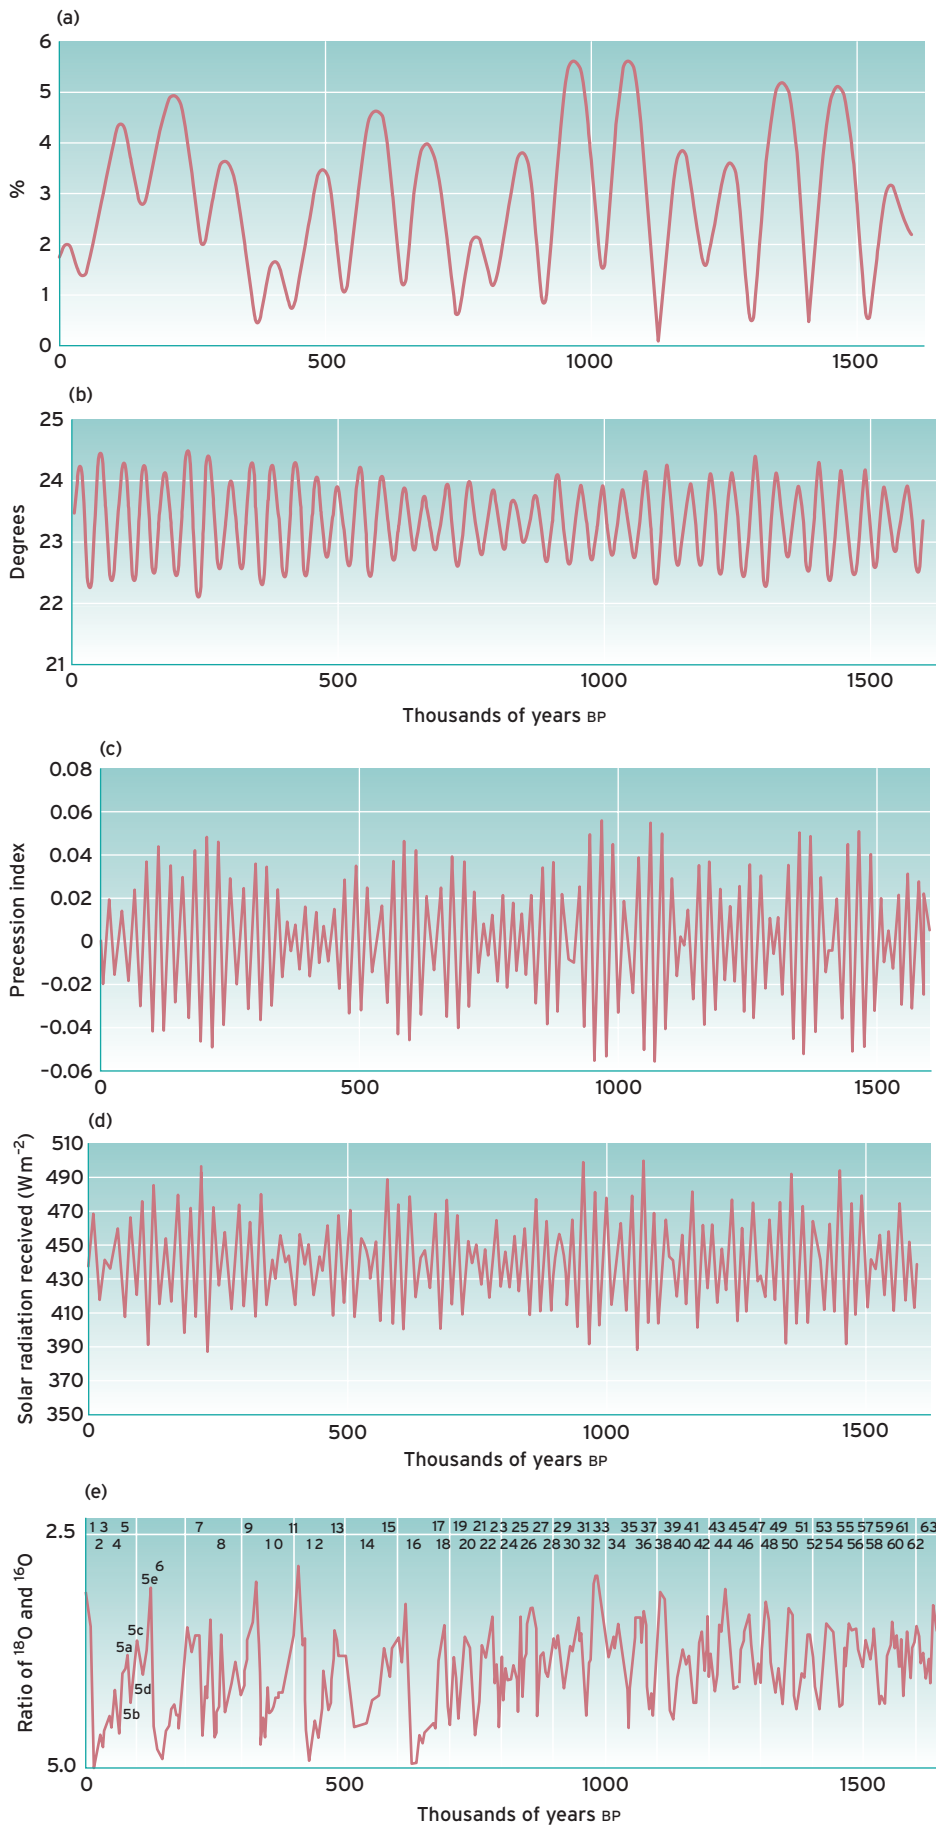 (a)
6
5
4
3
2
1
0
%
0 500 1000 1500
(b)
25
24
23
22
21
Degrees
0 500 1000 1500
Thousands of years BP
(c)
0.08
0.06
0.04
0.02
0
-0.02
-0.04
-0.06
Precession index
0 500 1000 1500
(d)
510
490
470
450
430
410
390
370
350
Solar radiation received (Wm⁻²)
0 500 1000 1500
Thousands of years BP
(e)
2.5
5.0
Ratio of ¹⁸O and ¹⁶O
1 3 5 7 9 11 13 15 17 19 21 23 25 27 29 31 33 35 37 39 41 43 45 47 49 51 53 55 57 59 61 63
2 4 8 10 12 14 16 18 20 22 24 26 28 30 32 34 36 38 40 42 44 46 48 50 52 54 56 58 60 62
6
5e
5c
5a
5d
5b
0 500 1000 1500
Thousands of years BP